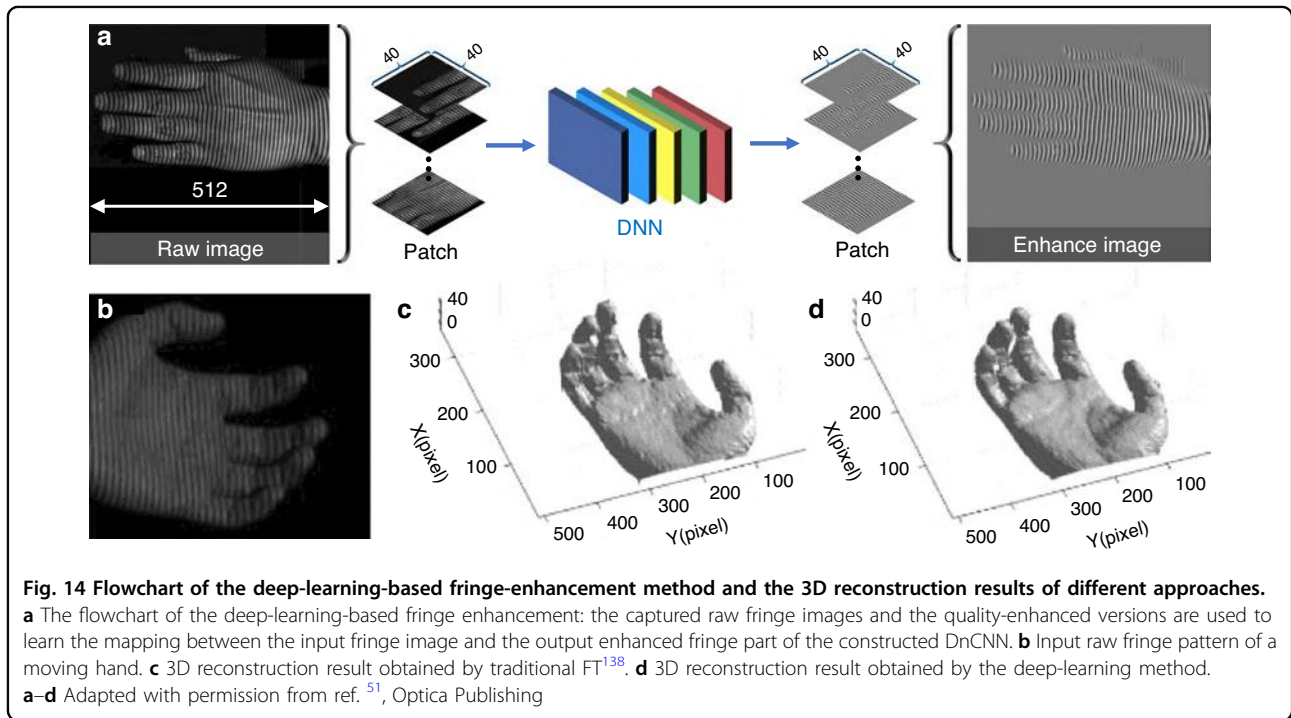 a
512
Raw image
40
40
Patch
DNN
40
40
Patch
Enhance image
b
c
40
0
300
200
100
X(pixel)
500
400
300
200
100
Y(pixel)
d
40
0
300
200
100
X(pixel)
500
400
300
200
100
Y(pixel)
Fig. 14 Flowchart of the deep-learning-based fringe-enhancement method and the 3D reconstruction results of different approaches.
a The flowchart of the deep-learning-based fringe enhancement: the captured raw fringe images and the quality-enhanced versions are used to
learn the mapping between the input fringe image and the output enhanced fringe part of the constructed DnCNN. b Input raw fringe pattern of a
moving hand. c 3D reconstruction result obtained by traditional FT138. d 3D reconstruction result obtained by the deep-learning method.
a–d Adapted with permission from ref. 51, Optica Publishing